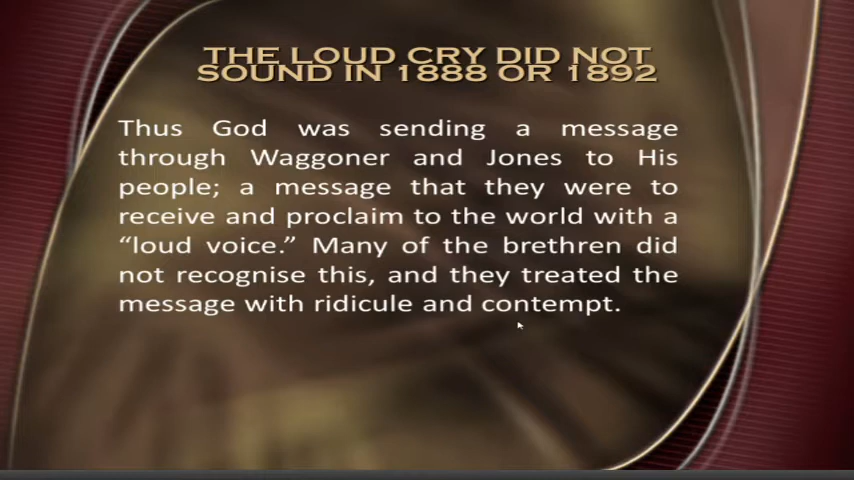 THE LOUD CRY DID NOT
SOUND IN 1888 OR 1892
Thus God was sending a message
through Waggoner and Jones to His
people; a message that they were to
receive and proclaim to the world with a
“loud voice.” Many of the brethren did
not recognise this, and they treated the
message with ridicule and contempt.